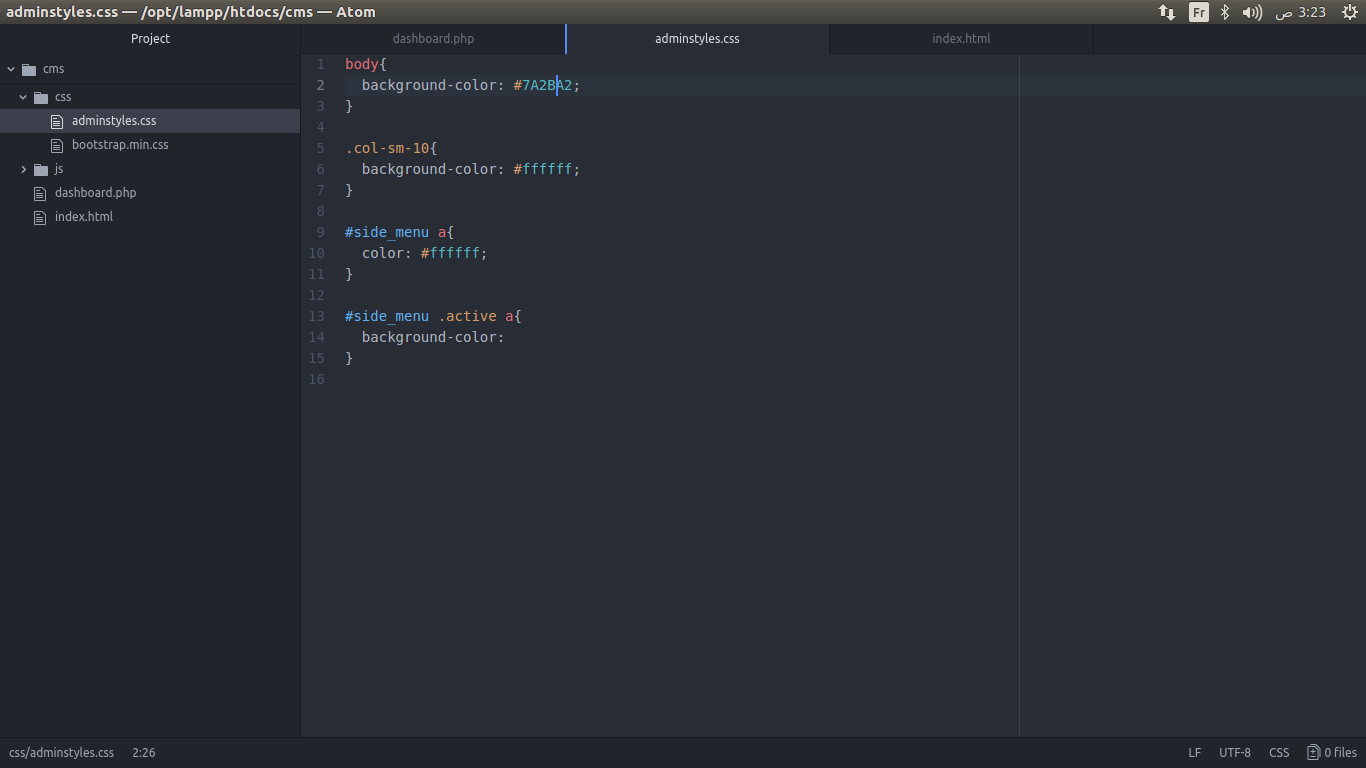 adminstyles.css — /opt/lampp/htdocs/cms — Atom
Fr
3:23 ص
Project
dashboard.php
adminstyles.css
index.html
cms
css
adminstyles.css
bootstrap.min.css
js
dashboard.php
index.html
1 body{
2 background-color: #7A2BA2;
3 }
4
5 .col-sm-10{
6 background-color: #ffffff;
7 }
8
9 #side_menu a{
10 color: #ffffff;
11 }
12
13 #side_menu .active a{
14 background-color:
15 }
16
css/adminstyles.css 2:26
LF UTF-8 CSS 0 files